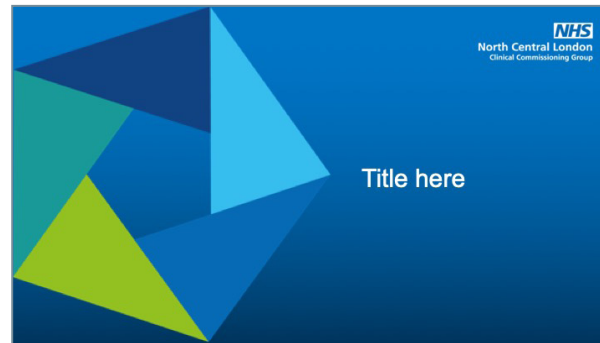 NHS
North Central London
Clinical Commissioning Group
Title here